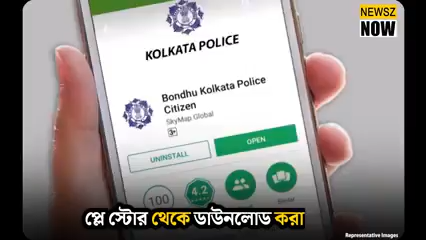 NEWSZ
NOW
KOLKATA POLICE
Bondhu Kolkata Police
Citizen
SkyMap Global
3+
UNINSTALL
OPEN
100
4.2
প্লে স্টোর থেকে ডাউনলোড করা
Representative Images